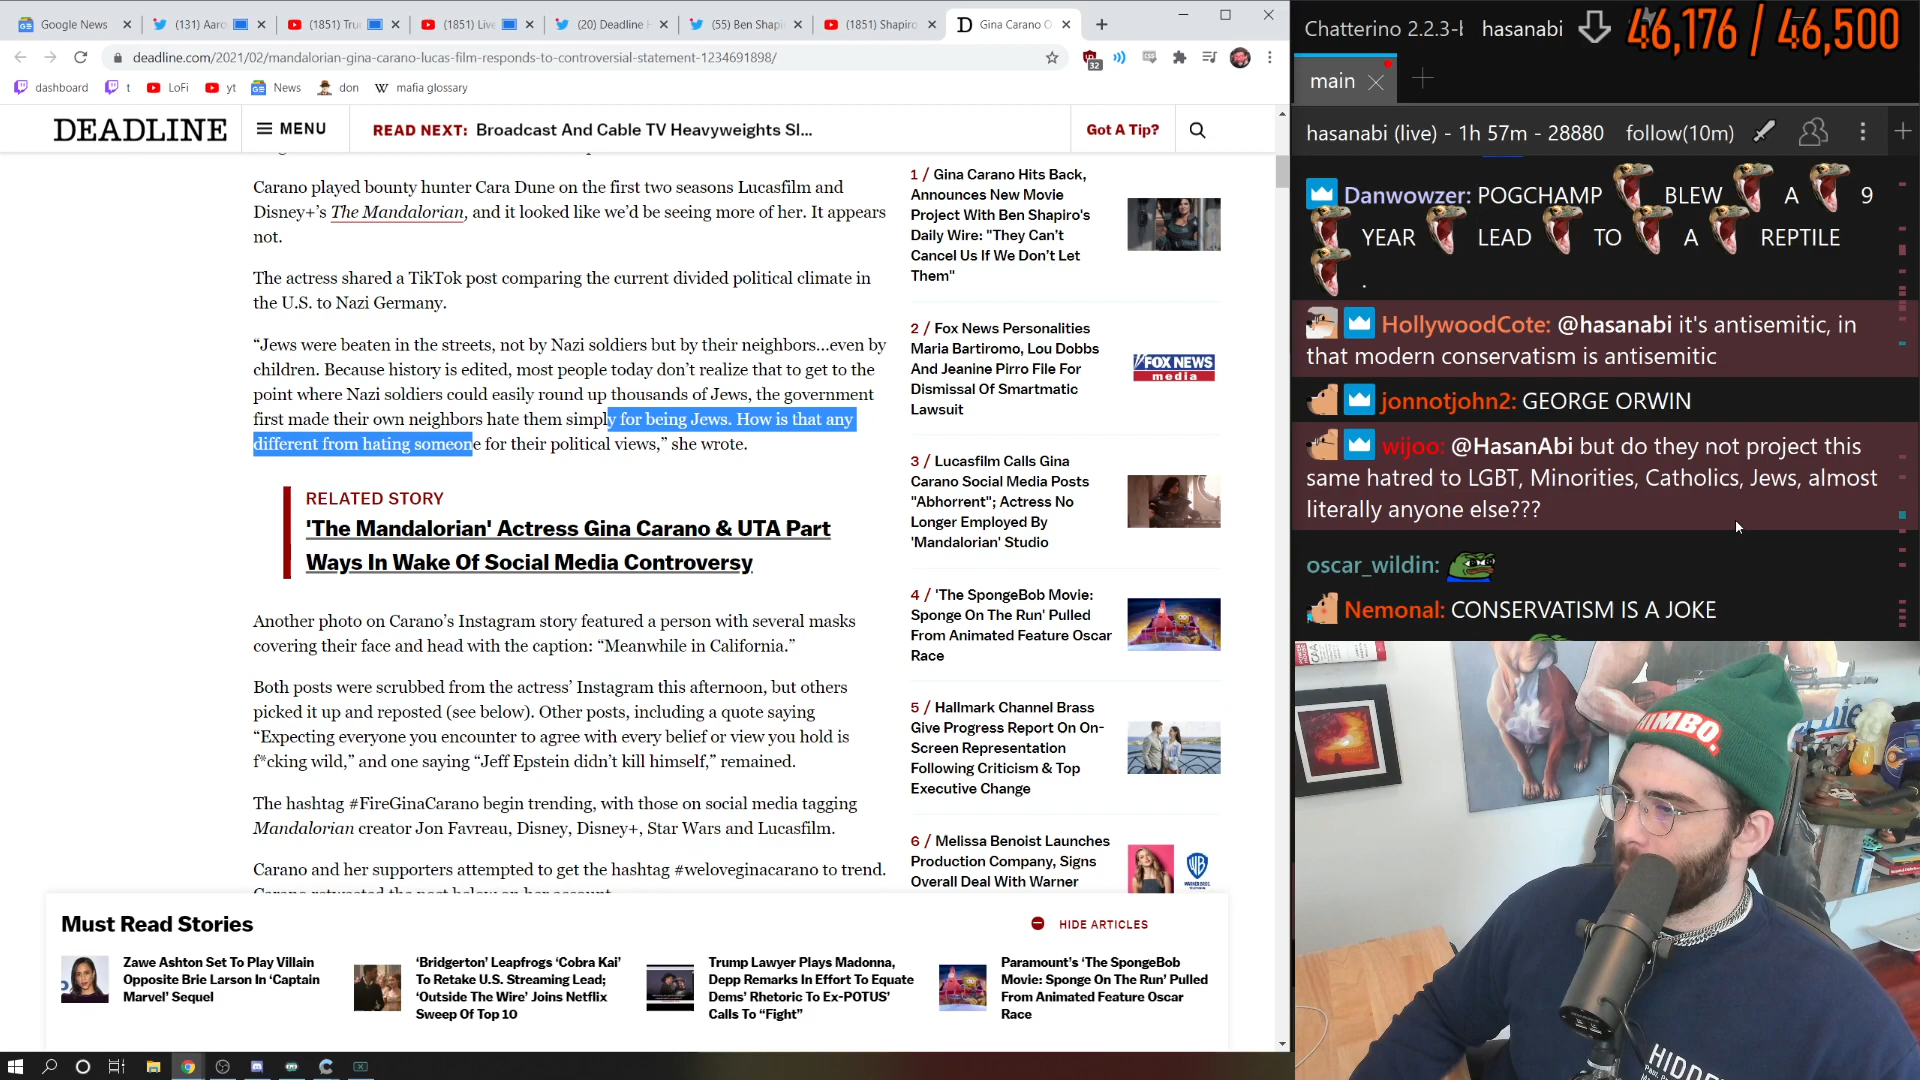 Google News
(131) Aaro
(1851) Tru
(1851) Live
(20) Deadline H
(55) Ben Shapi
(1851) Shapiro
Gina Carano O
deadline.com/2021/02/mandalorian-gina-carano-lucas-film-responds-to-controversial-statement-1234691898/
32
dashboard
t
LoFi
yt
News
don
W mafia glossary
DEADLINE
MENU
READ NEXT: Broadcast And Cable TV Heavyweights Sl...
Got A Tip?
Carano played bounty hunter Cara Dune on the first two seasons Lucasfilm and
Disney+’s The Mandalorian, and it looked like we’d be seeing more of her. It appears
not.
The actress shared a TikTok post comparing the current divided political climate in
the U.S. to Nazi Germany.
“Jews were beaten in the streets, not by Nazi soldiers but by their neighbors…even by
children. Because history is edited, most people today don’t realize that to get to the
point where Nazi soldiers could easily round up thousands of Jews, the government
first made their own neighbors hate them simply for being Jews. How is that any
different from hating someone for their political views,” she wrote.
RELATED STORY
'The Mandalorian' Actress Gina Carano & UTA Part
Ways In Wake Of Social Media Controversy
Another photo on Carano’s Instagram story featured a person with several masks
covering their face and head with the caption: “Meanwhile in California.”
Both posts were scrubbed from the actress’ Instagram this afternoon, but others
picked it up and reposted (see below). Other posts, including a quote saying
“Expecting everyone you encounter to agree with every belief or view you hold is
f*cking wild,” and one saying “Jeff Epstein didn’t kill himself,” remained.
The hashtag #FireGinaCarano begin trending, with those on social media tagging
Mandalorian creator Jon Favreau, Disney, Disney+, Star Wars and Lucasfilm.
Carano and her supporters attempted to get the hashtag #weloveginacarano to trend.
Carano retweeted the post below on her account.
1 / Gina Carano Hits Back,
Announces New Movie
Project With Ben Shapiro's
Daily Wire: "They Can’t
Cancel Us If We Don’t Let
Them"
2 / Fox News Personalities
Maria Bartiromo, Lou Dobbs
And Jeanine Pirro File For
Dismissal Of Smartmatic
Lawsuit
FOX NEWS
media
3 / Lucasfilm Calls Gina
Carano Social Media Posts
"Abhorrent"; Actress No
Longer Employed By
'Mandalorian' Studio
4 / 'The SpongeBob Movie:
Sponge On The Run' Pulled
From Animated Feature Oscar
Race
5 / Hallmark Channel Brass
Give Progress Report On On-
Screen Representation
Following Criticism & Top
Executive Change
6 / Melissa Benoist Launches
Production Company, Signs
Overall Deal With Warner
Must Read Stories
HIDE ARTICLES
Zawe Ashton Set To Play Villain
Opposite Brie Larson In ‘Captain
Marvel’ Sequel
‘Bridgerton’ Leapfrogs ‘Cobra Kai’
To Retake U.S. Streaming Lead;
‘Outside The Wire’ Joins Netflix
Sweep Of Top 10
Trump Lawyer Plays Madonna,
Depp Remarks In Effort To Equate
Dems’ Rhetoric To Ex-POTUS’
Calls To “Fight”
Paramount’s ‘The SpongeBob
Movie: Sponge On The Run’ Pulled
From Animated Feature Oscar
Race
Chatterino 2.2.3-b
hasanabi
46,176 / 46,500
main
hasanabi (live) - 1h 57m - 28880
follow(10m)
Danwowzer: POGCHAMP BLEW A 9
YEAR LEAD TO A REPTILE
.
HollywoodCote: @hasanabi it's antisemitic, in
that modern conservatism is antisemitic
jonnotjohn2: GEORGE ORWIN
wijoo: @HasanAbi but do they not project this
same hatred to LGBT, Minorities, Catholics, Jews, almost
literally anyone else???
oscar_wildin:
Nemonal: CONSERVATISM IS A JOKE
HIMBO.